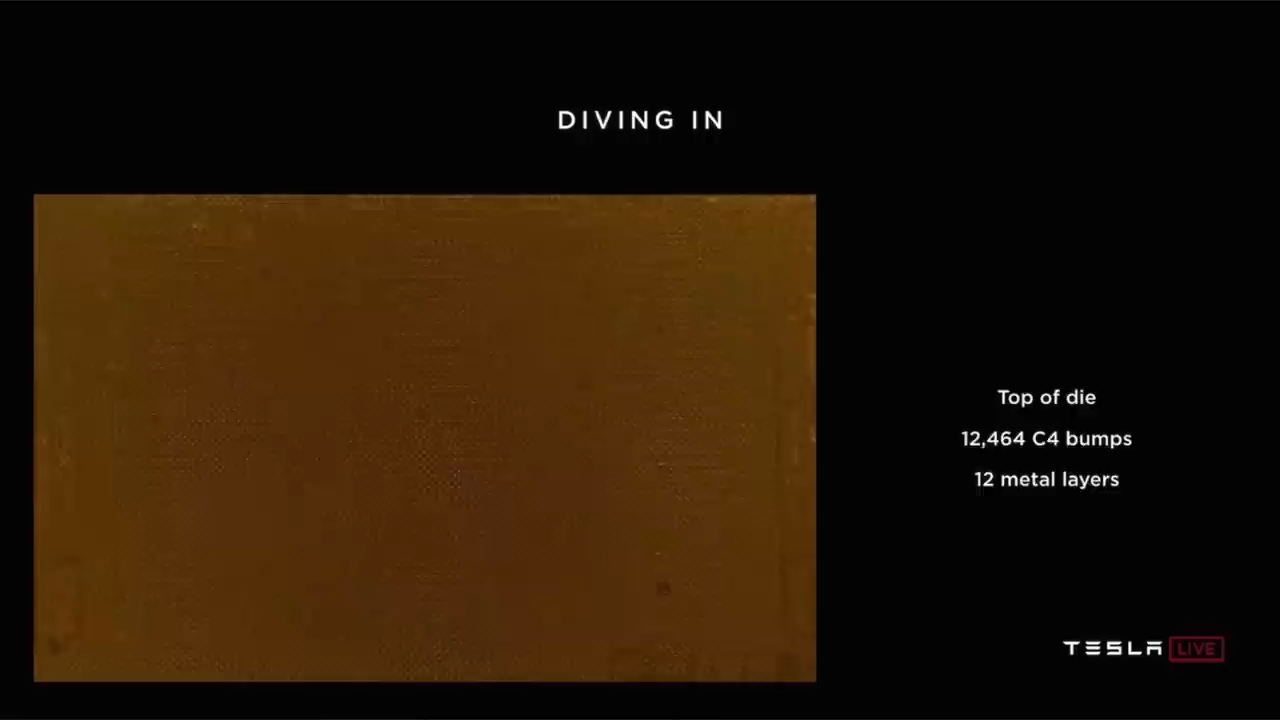 DIVING IN
Top of die
12,464 C4 bumps
12 metal layers
TESLA LIVE